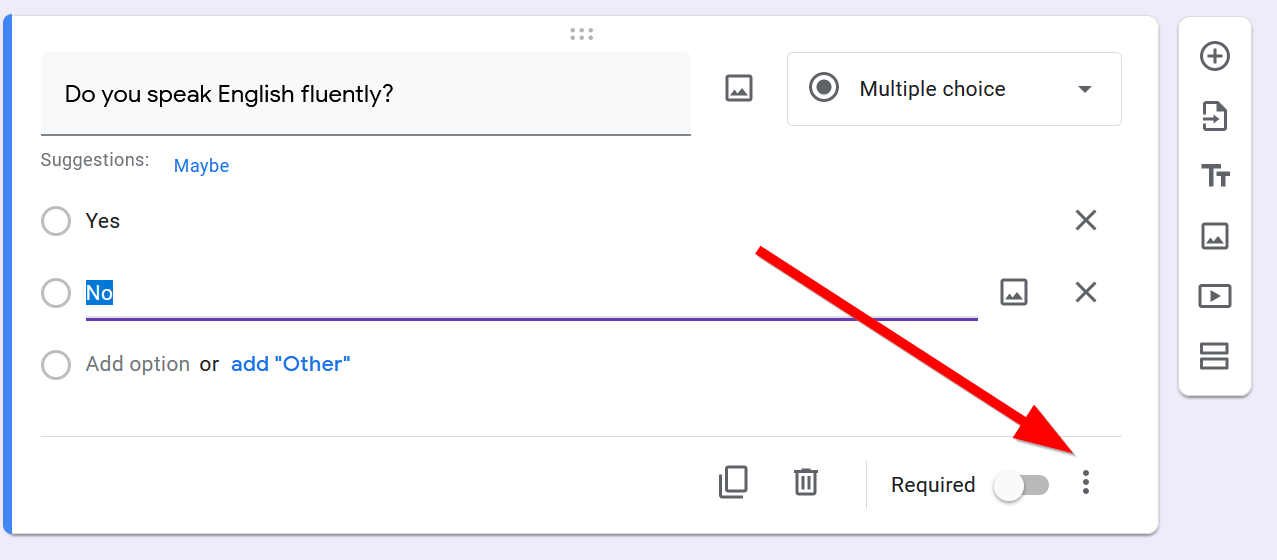 Do you speak English fluently?
Multiple choice
Suggestions: Maybe
Yes
No
Add option or add "Other"
Required